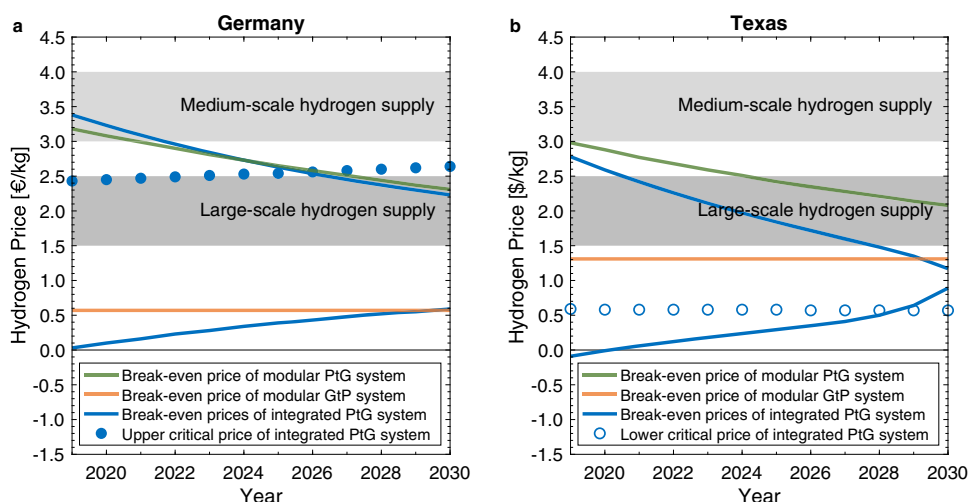 a
Germany
Hydrogen Price [€/kg]
4.5
4.0
3.5
3.0
2.5
2.0
1.5
1.0
0.5
0.0
-0.5
-1.0
-1.5
Medium-scale hydrogen supply
Large-scale hydrogen supply
Break-even price of modular PtG system
Break-even price of modular GtP system
Break-even prices of integrated PtG system
Upper critical price of integrated PtG system
2020 2022 2024 2026 2028 2030
Year
b
Texas
Hydrogen Price [$/kg]
4.5
4.0
3.5
3.0
2.5
2.0
1.5
1.0
0.5
0.0
-0.5
-1.0
-1.5
Medium-scale hydrogen supply
Large-scale hydrogen supply
Break-even price of modular PtG system
Break-even price of modular GtP system
Break-even prices of integrated PtG system
Lower critical price of integrated PtG system
2020 2022 2024 2026 2028 2030
Year